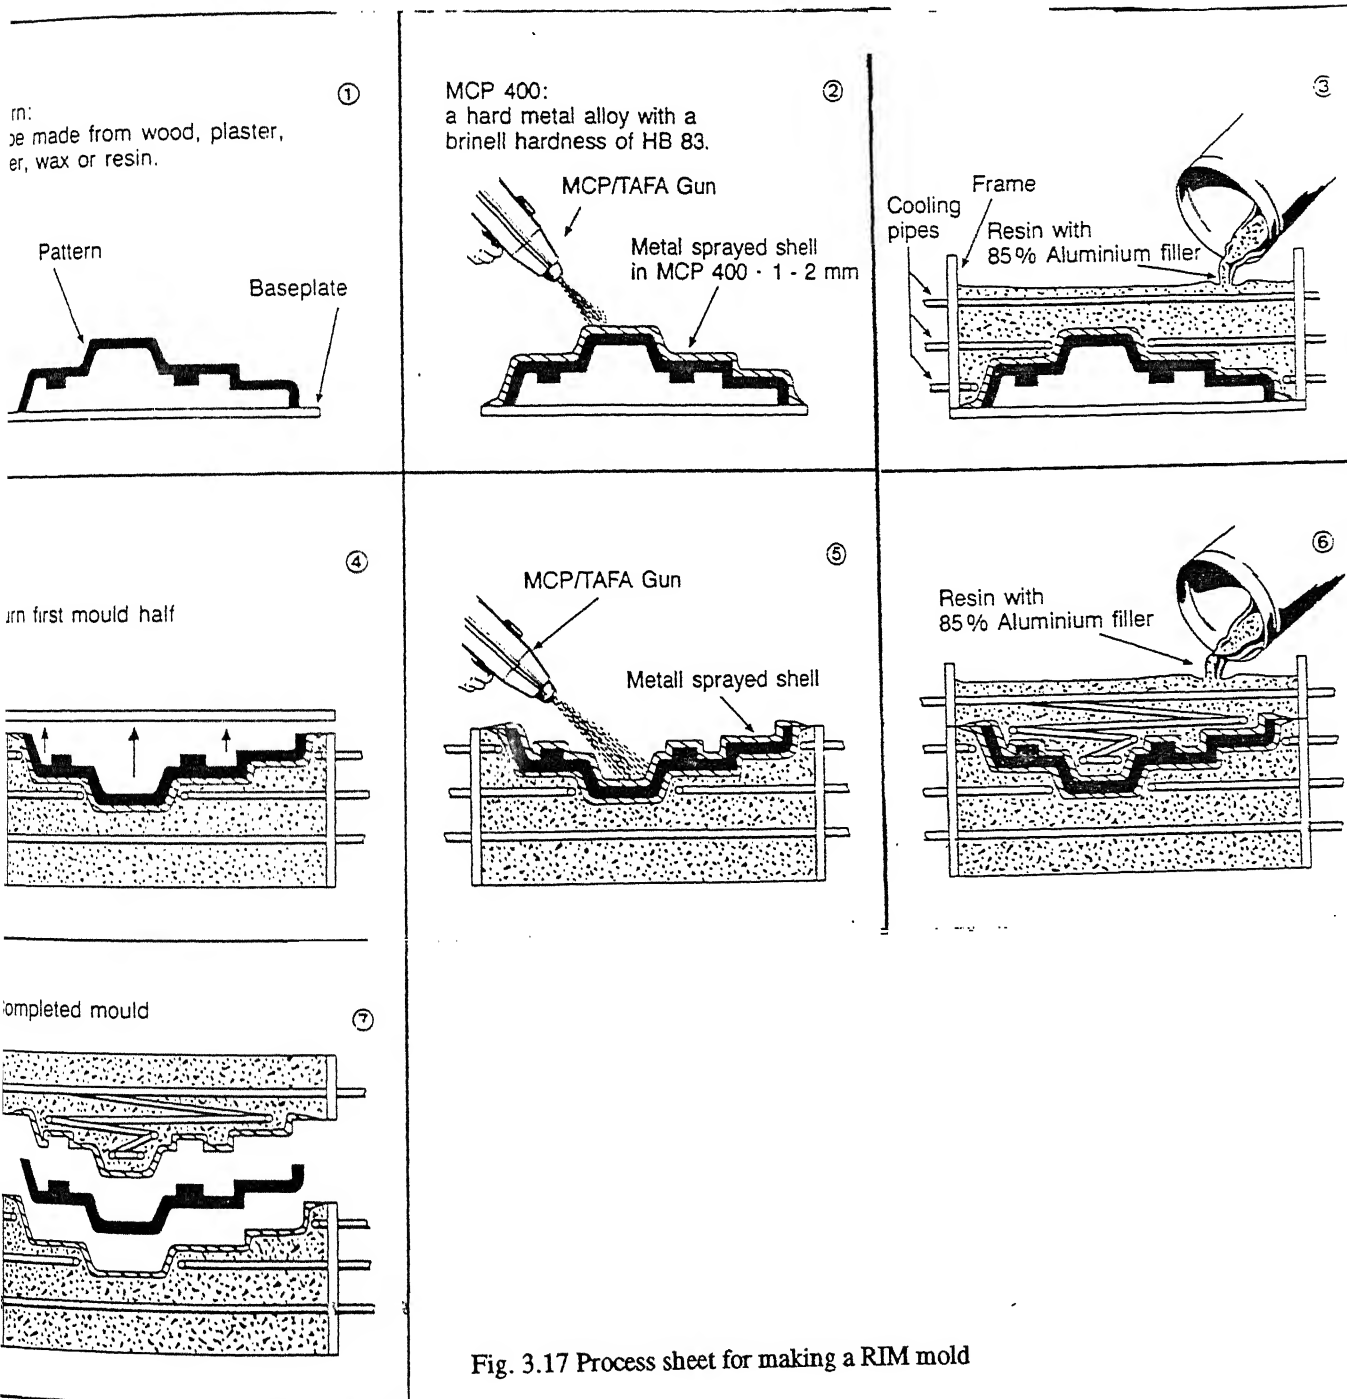 ①
rn:
be made from wood, plaster,
er, wax or resin.
Pattern
Baseplate
②
MCP 400:
a hard metal alloy with a
brinell hardness of HB 83.
MCP/TAFA Gun
Metal sprayed shell
in MCP 400 · 1 - 2 mm
③
Frame
Cooling
pipes
Resin with
85% Aluminium filler
④
urn first mould half
⑤
MCP/TAFA Gun
Metall sprayed shell
⑥
Resin with
85% Aluminium filler
ompleted mould
⑦
Fig. 3.17 Process sheet for making a RIM mold